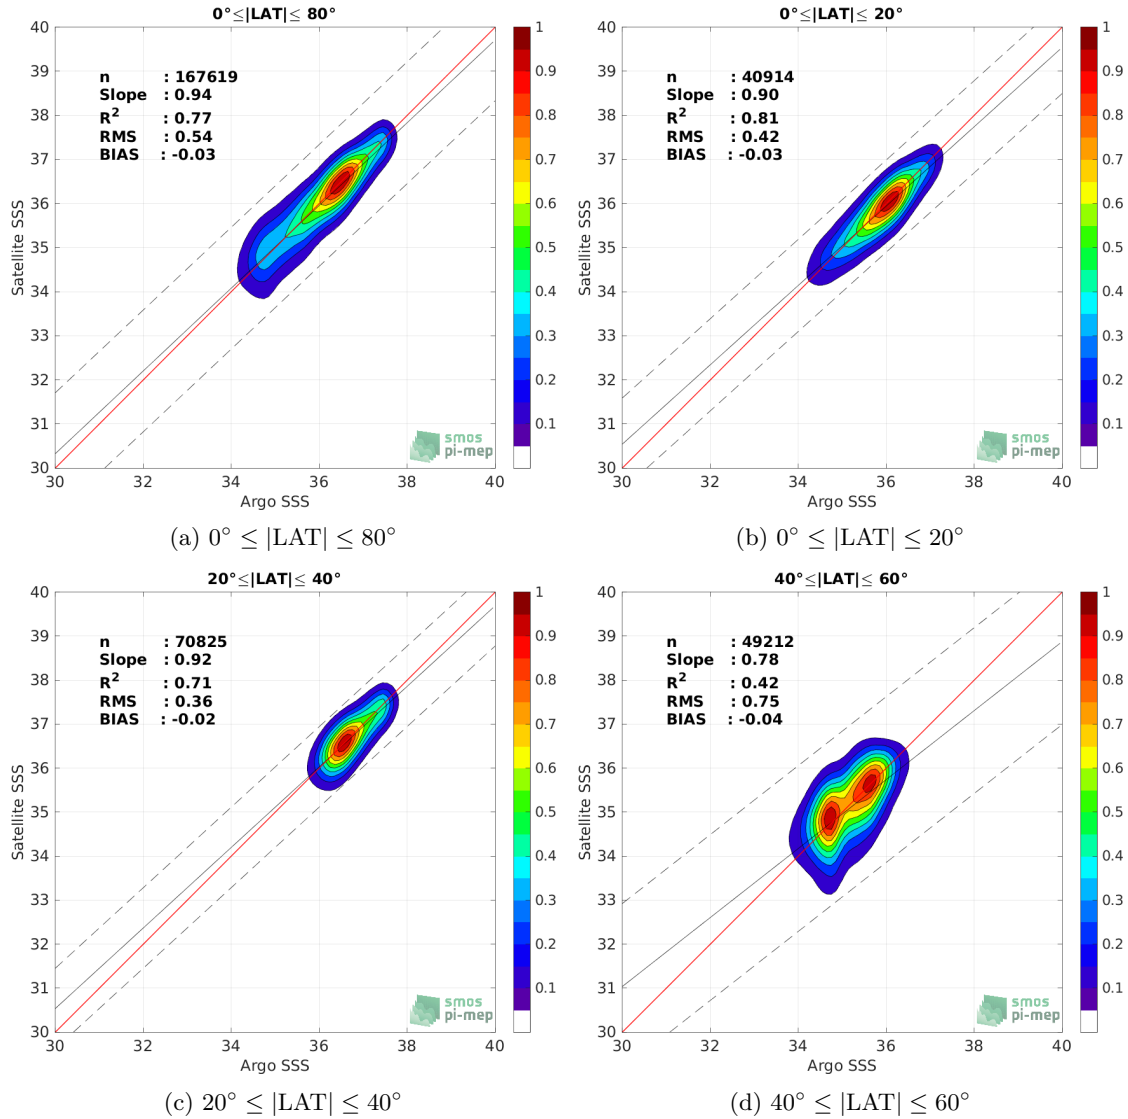 0°≤|LAT|≤ 80°
n : 167619
Slope : 0.94
R² : 0.77
RMS : 0.54
BIAS : -0.03
Satellite SSS
40
39
38
37
36
35
34
33
32
31
30
30 32 34 36 38 40
Argo SSS
1
0.9
0.8
0.7
0.6
0.5
0.4
0.3
0.2
0.1
smos
pi-mep
(a) 0° ≤ |LAT| ≤ 80°
0°≤|LAT|≤ 20°
n : 40914
Slope : 0.90
R² : 0.81
RMS : 0.42
BIAS : -0.03
Satellite SSS
40
39
38
37
36
35
34
33
32
31
30
30 32 34 36 38 40
Argo SSS
1
0.9
0.8
0.7
0.6
0.5
0.4
0.3
0.2
0.1
smos
pi-mep
(b) 0° ≤ |LAT| ≤ 20°
20°≤|LAT|≤ 40°
n : 70825
Slope : 0.92
R² : 0.71
RMS : 0.36
BIAS : -0.02
Satellite SSS
40
39
38
37
36
35
34
33
32
31
30
30 32 34 36 38 40
Argo SSS
1
0.9
0.8
0.7
0.6
0.5
0.4
0.3
0.2
0.1
smos
pi-mep
(c) 20° ≤ |LAT| ≤ 40°
40°≤|LAT|≤ 60°
n : 49212
Slope : 0.78
R² : 0.42
RMS : 0.75
BIAS : -0.04
Satellite SSS
40
39
38
37
36
35
34
33
32
31
30
30 32 34 36 38 40
Argo SSS
1
0.9
0.8
0.7
0.6
0.5
0.4
0.3
0.2
0.1
smos
pi-mep
(d) 40° ≤ |LAT| ≤ 60°